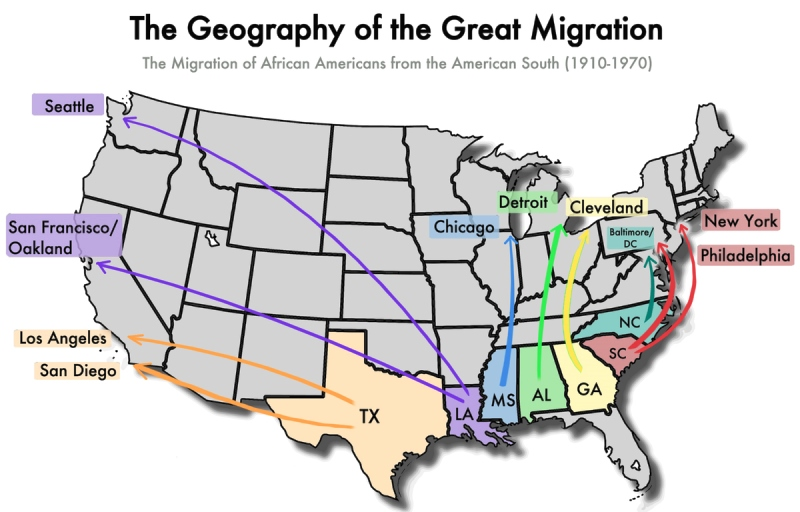 The Geography of the Great Migration
The Migration of African Americans from the American South (1910-1970)
Seattle
San Francisco/
Oakland
Los Angeles
San Diego
Chicago
Detroit
Cleveland
Baltimore/
DC
New York
Philadelphia
NC
SC
TX
LA
MS
AL
GA